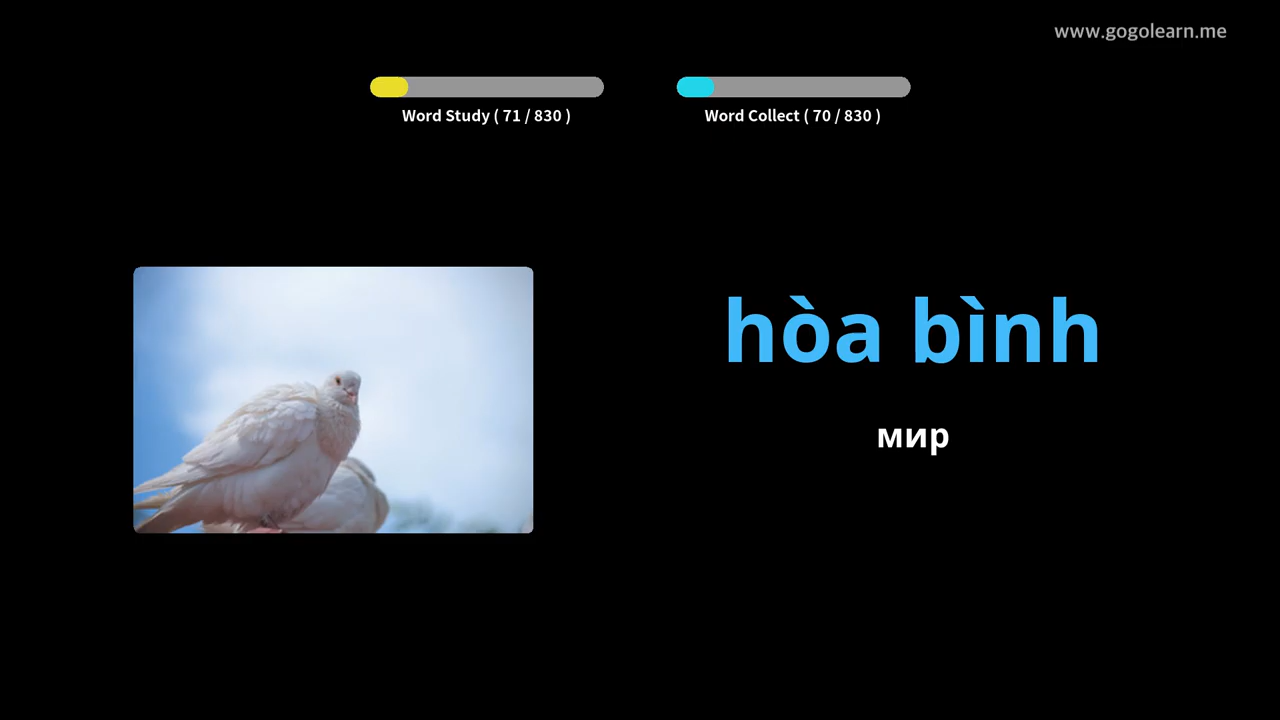 www.gogolearn.me
Word Study ( 71 / 830 )
Word Collect ( 70 / 830 )
hòa bình
мир